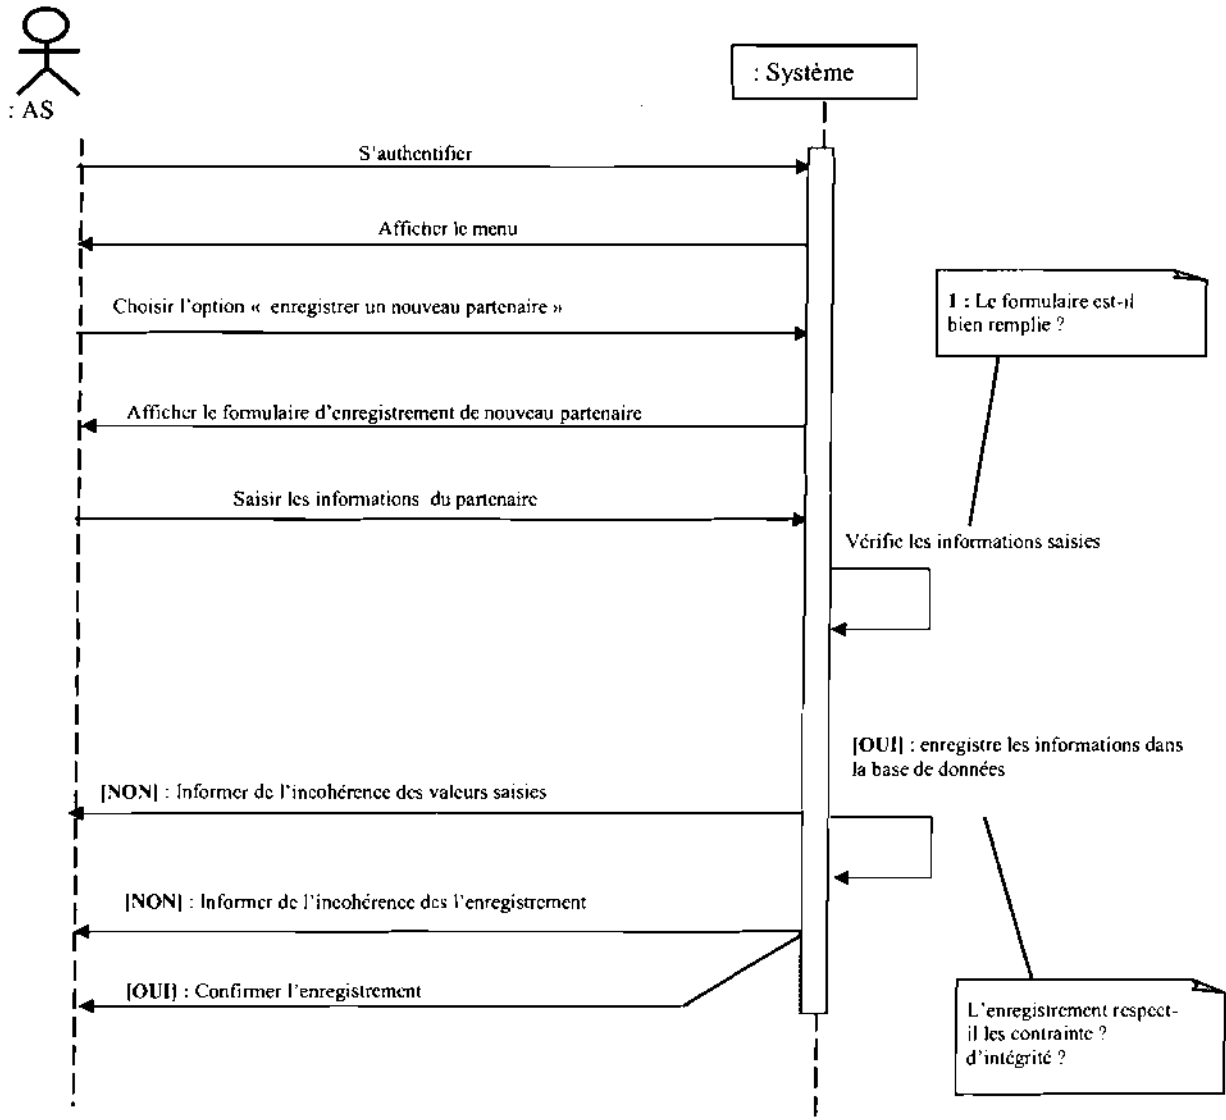 : AS
: Système
S'authentifier
Afficher le menu
Choisir l'option « enregistrer un nouveau partenaire »
1 : Le formulaire est-il
bien remplie ?
Afficher le formulaire d'enregistrement de nouveau partenaire
Saisir les informations du partenaire
Vérifie les informations saisies
[OUI] : enregistre les informations dans
la base de données
[NON] : Informer de l'incohérence des valeurs saisies
[NON] : Informer de l'incohérence des l'enregistrement
[OUI] : Confirmer l'enregistrement
L'enregistrement respect-
il les contrainte ?
d'intégrité ?